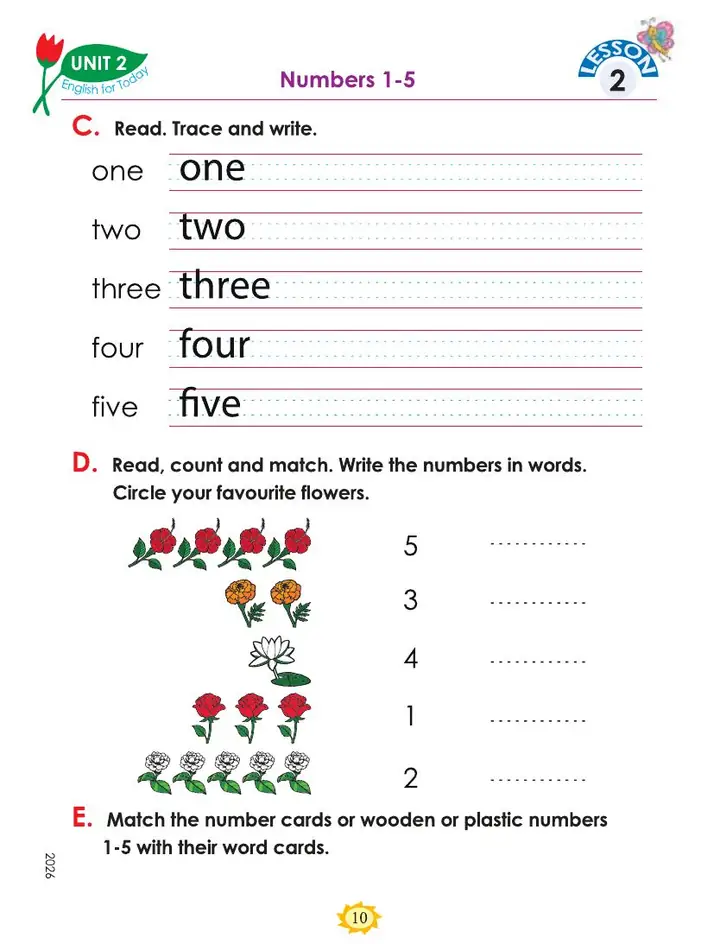 UNIT 2
English for Today
Numbers 1-5
LESSON
2
C. Read. Trace and write.
one one
two two
three three
four four
five five
D. Read, count and match. Write the numbers in words.
Circle your favourite flowers.
5 ............
3 ............
4 ............
1 ............
2 ............
E. Match the number cards or wooden or plastic numbers
1-5 with their word cards.
2026
10